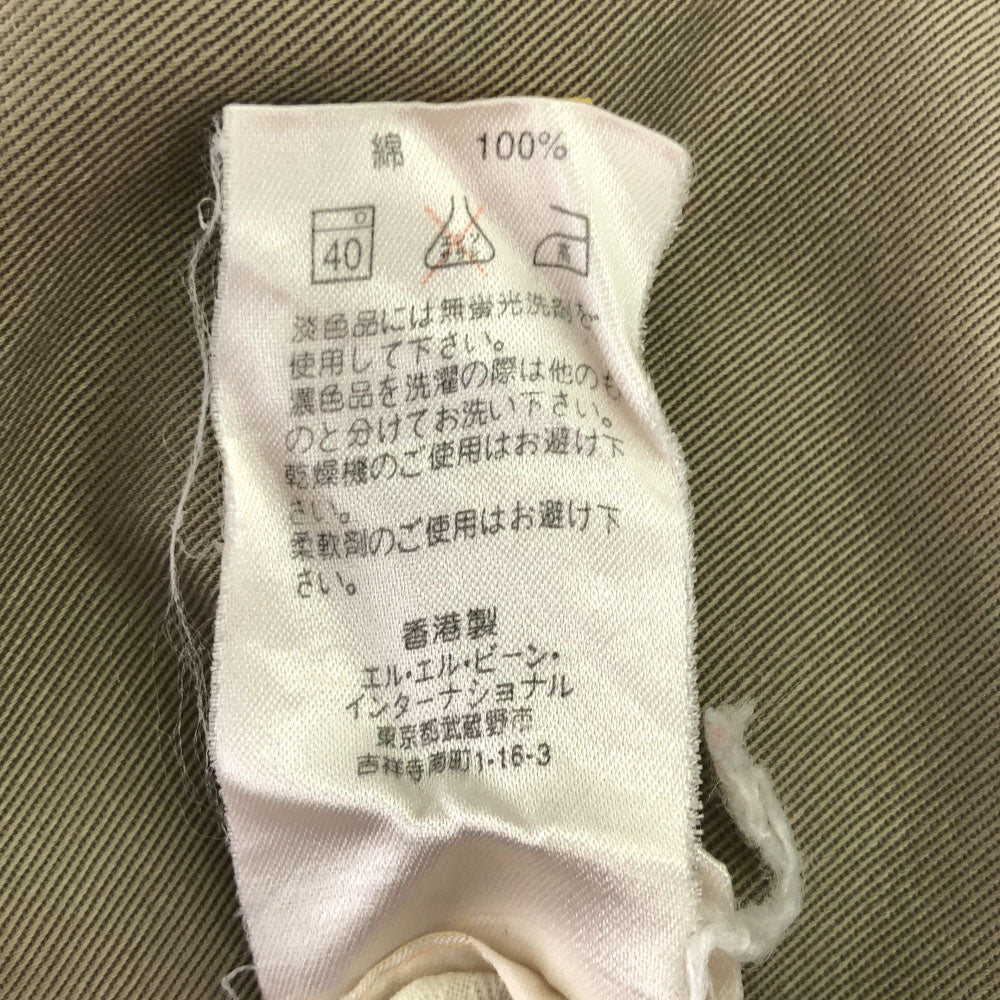 綿 100%
40
高
淡色品には無蛍光洗剤を
使用して下さい。
濃色品を洗濯の際は他のも
のと分けてお洗い下さい。
乾燥機のご使用はお避け下
さい。
柔軟剤のご使用はお避け下
さい。
香港製
エル・エル・ビーン・
インターナショナル
東京都武蔵野市
吉祥寺南町1-16-3